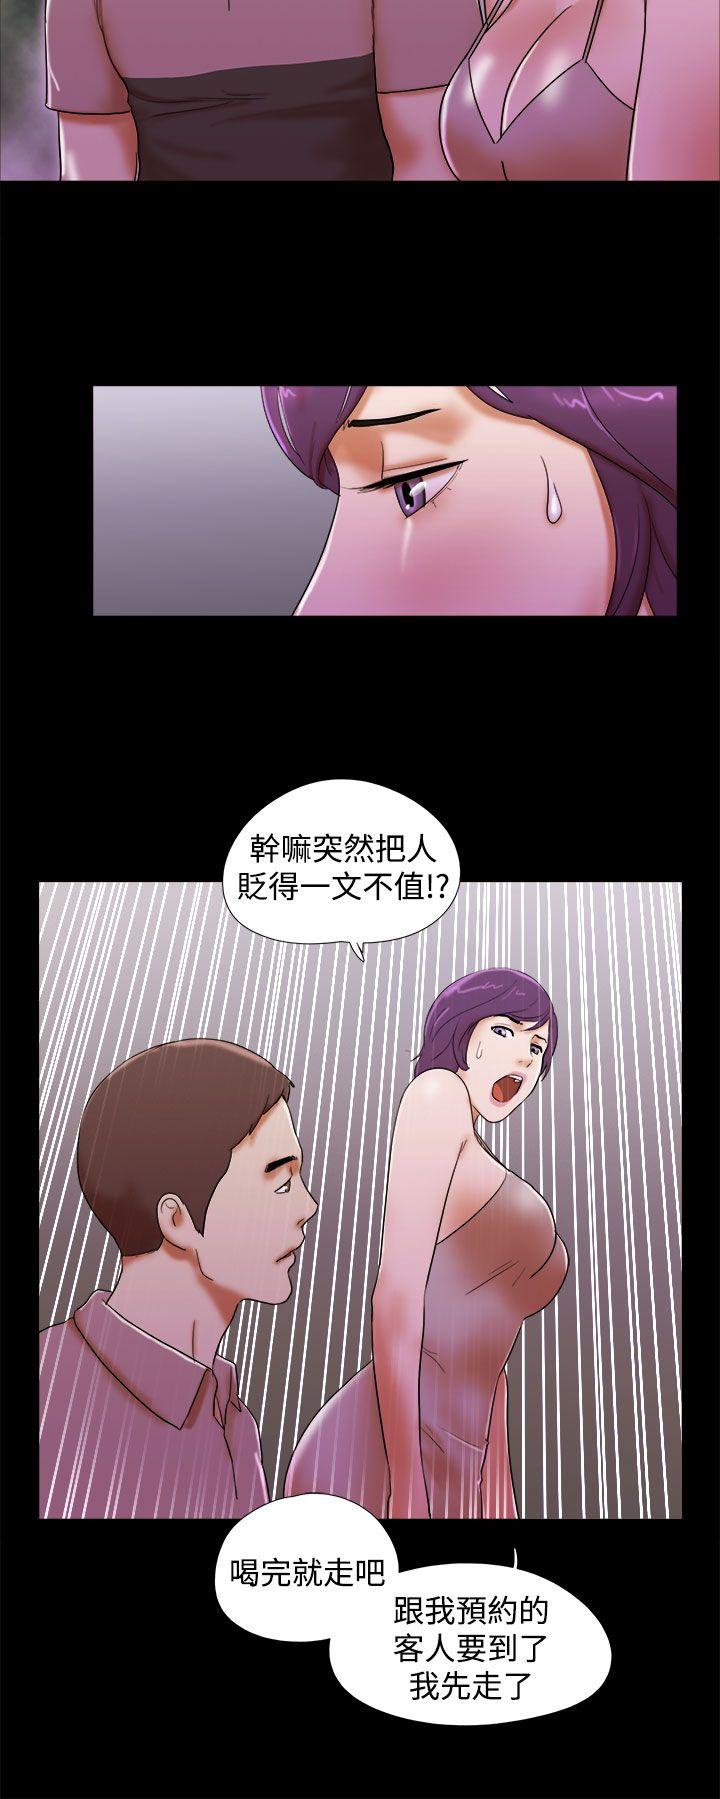 幹嘛突然把人
貶得一文不值!?
喝完就走吧
跟我預約的
客人要到了
我先走了